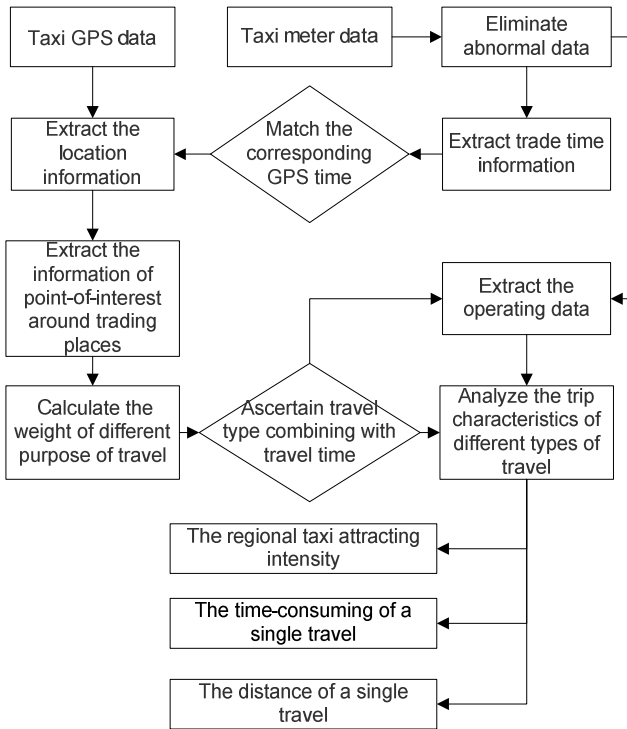 Taxi GPS data
Taxi meter data
Eliminate
abnormal data
Extract the
location
information
Match the
corresponding
GPS time
Extract trade time
information
Extract the
information of
point-of-interest
around trading
places
Extract the
operating data
Calculate the
weight of different
purpose of travel
Ascertain travel
type combining with
travel time
Analyze the trip
characteristics of
different types of
travel
The regional taxi attracting
intensity
The time-consuming of a
single travel
The distance of a single
travel